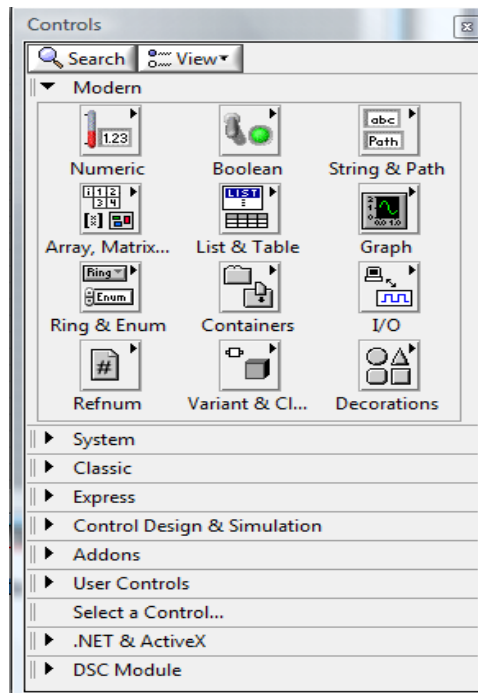 Controls
Search View
Modern
1.23 abc Path
Numeric Boolean String & Path
1 2 3 4 LIST
Array, Matrix... List & Table Graph
Ring Enum
Ring & Enum Containers I/O
#
Refnum Variant & Cl... Decorations
System
Classic
Express
Control Design & Simulation
Addons
User Controls
Select a Control...
.NET & ActiveX
DSC Module